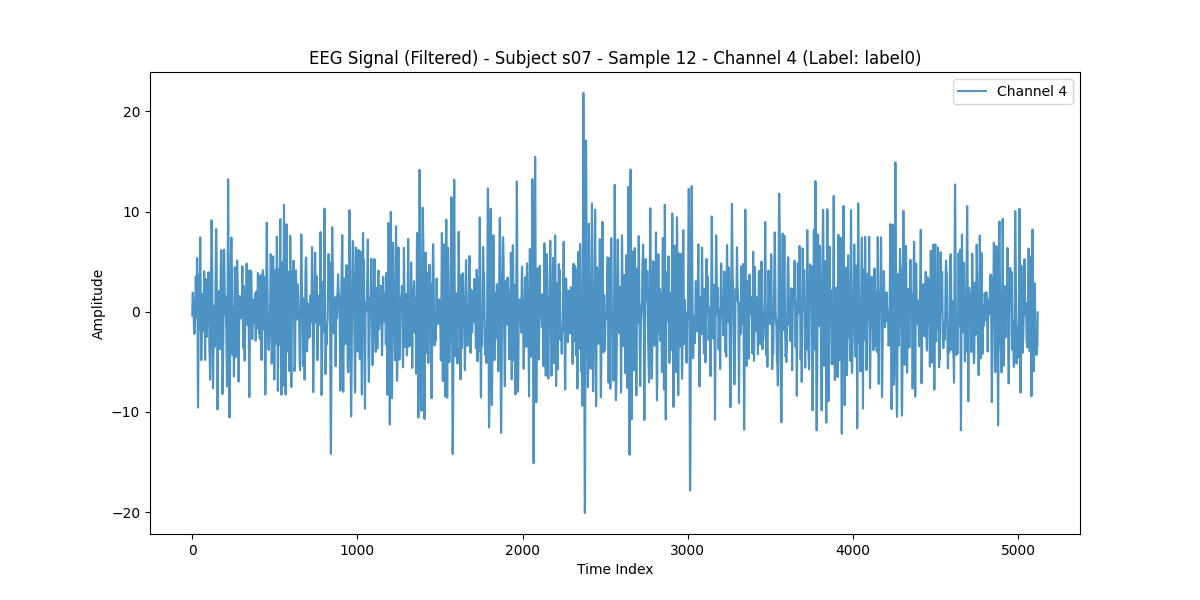 EEG Signal (Filtered) - Subject s07 - Sample 12 - Channel 4 (Label: label0)
Channel 4
20
10
0
−10
−20
Amplitude
0 1000 2000 3000 4000 5000
Time Index